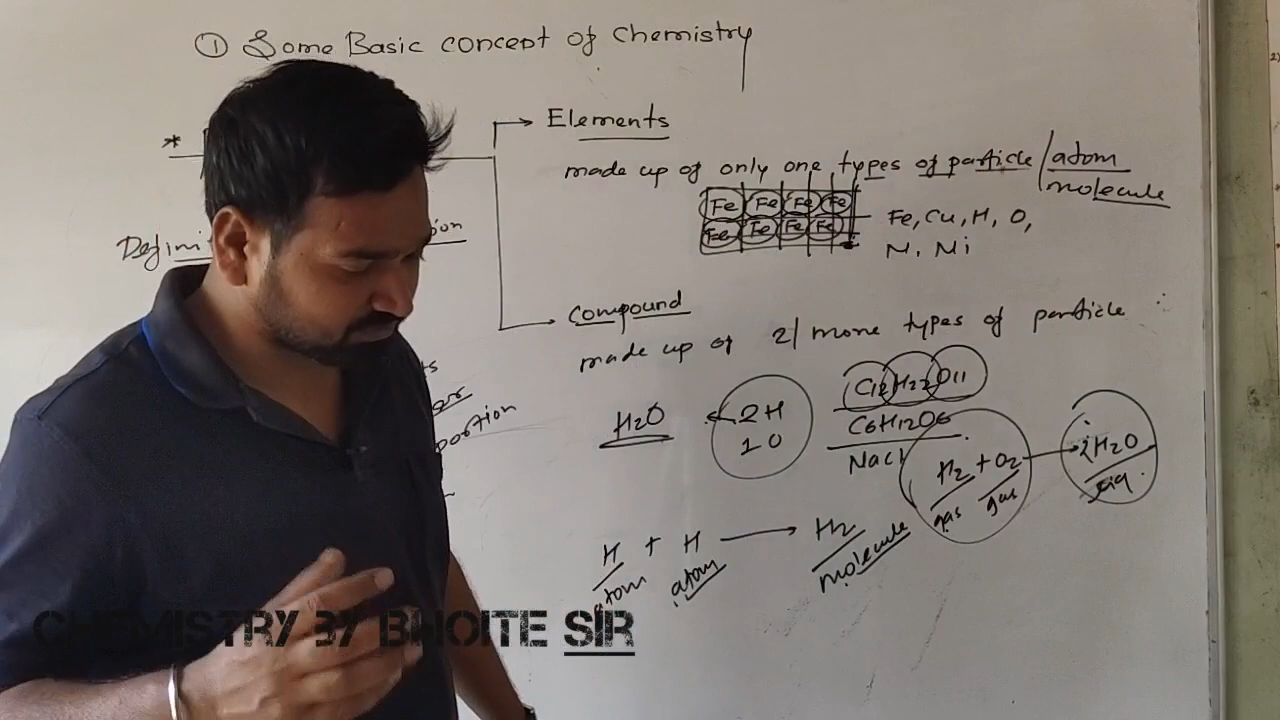 ① Some Basic concept of Chemistry
*
→ Elements
made up of only one types of particle/atom
molecule
Fe Fe Fe Fe
Fe Fe Fe Fe
Fe, Cu, H, O,
N, Ni
→ Compound
made up of 2/more types of particle
H2O ← 2H
1O
C12H22O11
C6H12O6
NaCl
H2 + O2 → 2H2O
gas gas liq.
H + H → H2
atom atom molecule
portion
CHEMISTRY BY BHOITE SIR